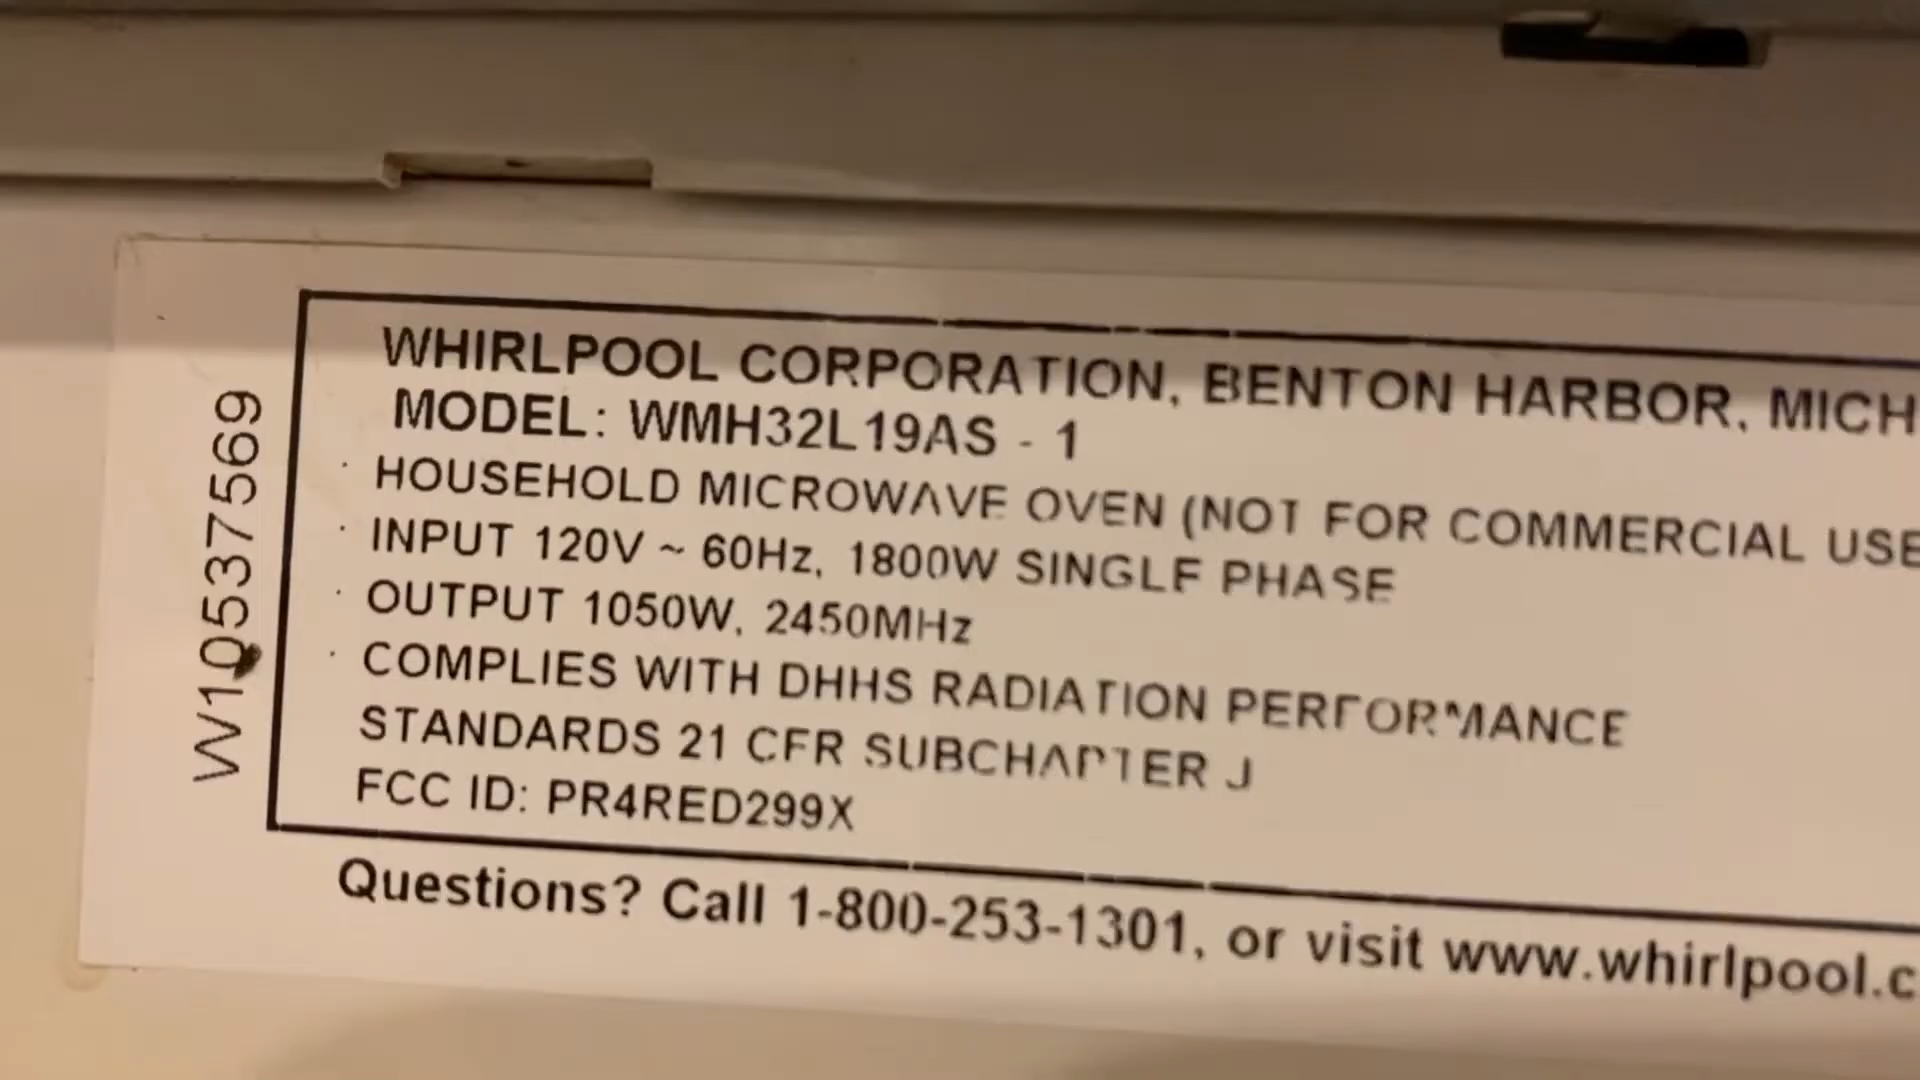 WHIRLPOOL CORPORATION, BENTON HARBOR, MICH
MODEL: WMH32L19AS - 1
· HOUSEHOLD MICROWAVE OVEN (NOT FOR COMMERCIAL USE
· INPUT 120V ~ 60Hz, 1800W SINGLE PHASE
· OUTPUT 1050W, 2450MHz
· COMPLIES WITH DHHS RADIATION PERFORMANCE
STANDARDS 21 CFR SUBCHAPTER J
FCC ID: PR4RED299X
Questions? Call 1-800-253-1301, or visit www.whirlpool.c
W10537569